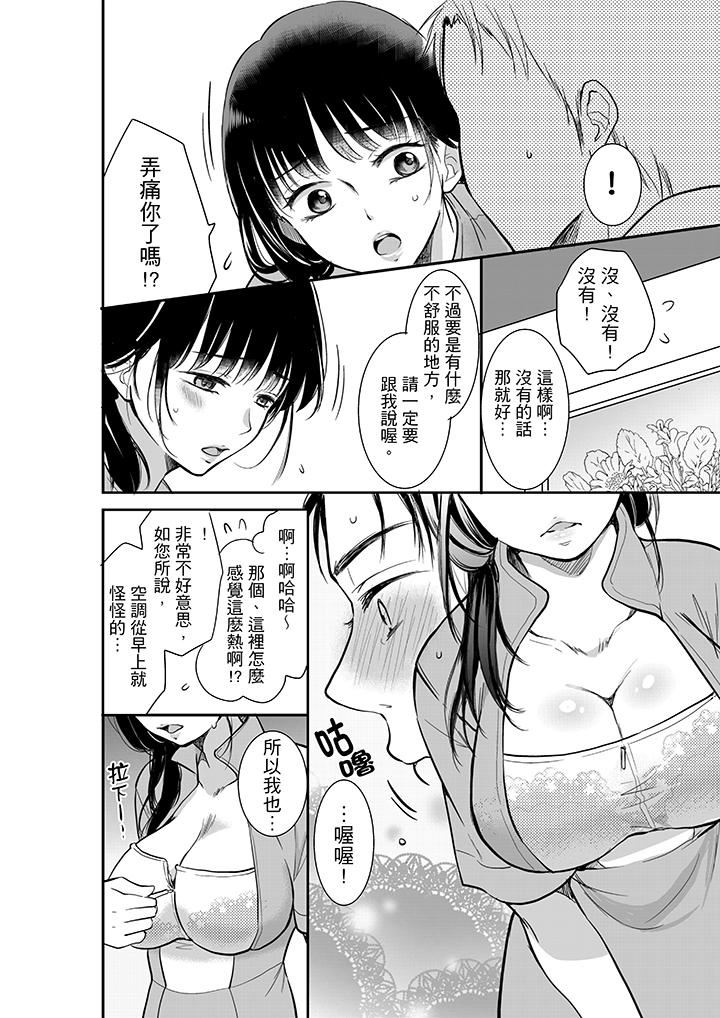 ！
弄痛你了嗎!?
沒、沒有！
沒有！
這樣啊…
沒有的話
那就好…
不過要是有什麼
不舒服的地方，
請一定要
跟我說喔。
咕嚕
…喔喔！
啊…啊哈哈～
那個、這裡怎麼
感覺這麼熱啊!?
！
非常不好意思，
如您所說，
空調從早上就
怪怪的…
所以我也…
拉下—…